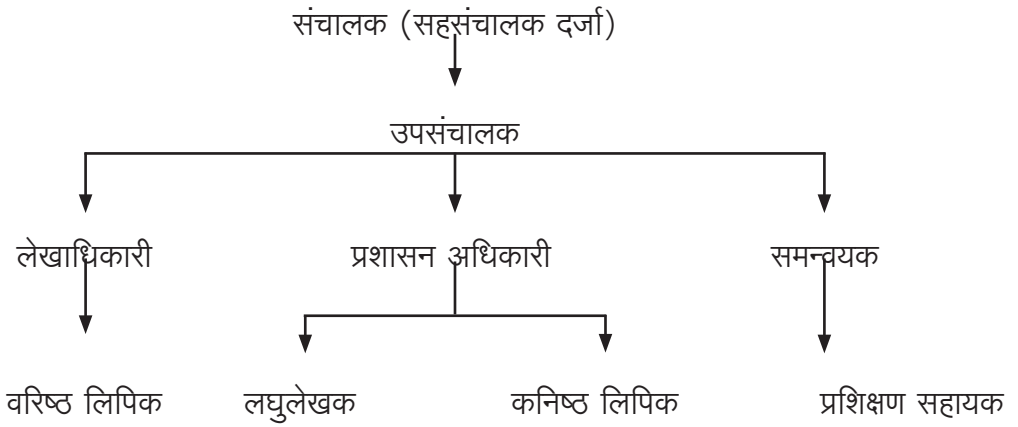 संचालक (सहसंचालक दर्जा)
उपसंचालक
लेखाधिकारी प्रशासन अधिकारी समन्वयक
वरिष्ठ लिपिक लघुलेखक कनिष्ठ लिपिक प्रशिक्षण सहायक